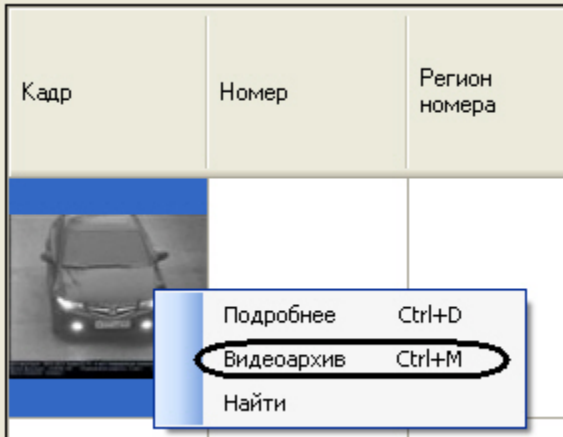 Кадр
Номер
Регион
номера
Подробнее Ctrl+D
Видеоархив Ctrl+M
Найти